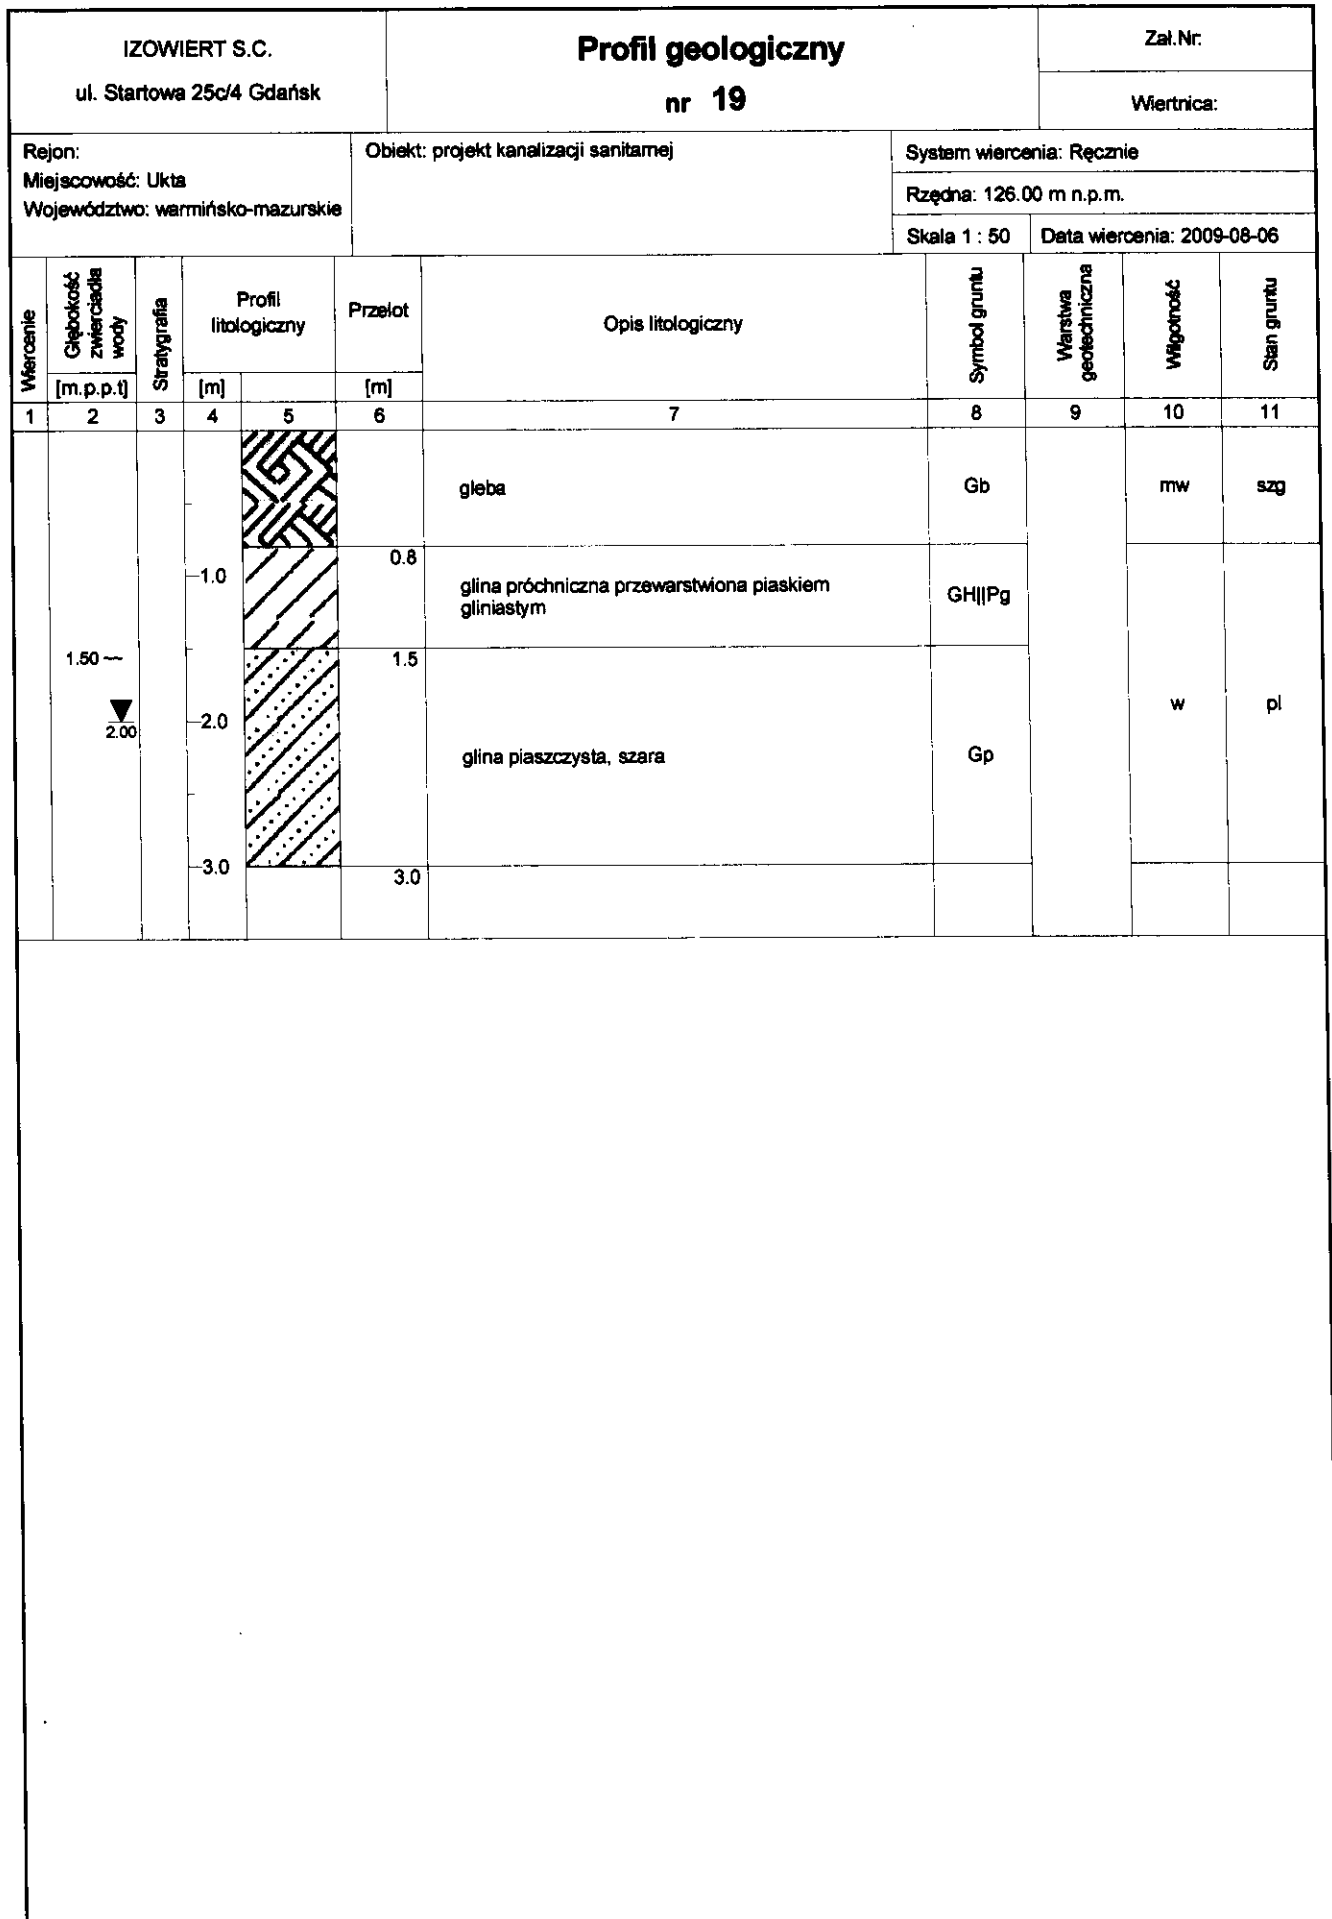 IZOWIERT S.C.
ul. Startowa 25c/4 Gdańsk
Profil geologiczny
nr 19
Zał.Nr:
Wiertnica:
Rejon:
Miejscowość: Ukta
Województwo: warmińsko-mazurskie
Obiekt: projekt kanalizacji sanitarnej
System wiercenia: Ręcznie
Rzędna: 126.00 m n.p.m.
Skala 1 : 50 Data wiercenia: 2009-08-06
Wiercenie
Głębokość
zwierciadła
wody
[m.p.p.t]
Stratygrafia
Profil
litologiczny
[m]
Przelot
[m]
Opis litologiczny
Symbol gruntu
Warstwa
geotechniczna
Wilgotność
Stan gruntu
1 2 3 4 5 6 7 8 9 10 11
gleba Gb mw szg
0.8
1.0
glina próchniczna przewarstwiona piaskiem
gliniastym
GH||Pg
1.50 ~
1.5
2.00
2.0
w pl
glina piaszczysta, szara Gp
3.0
3.0